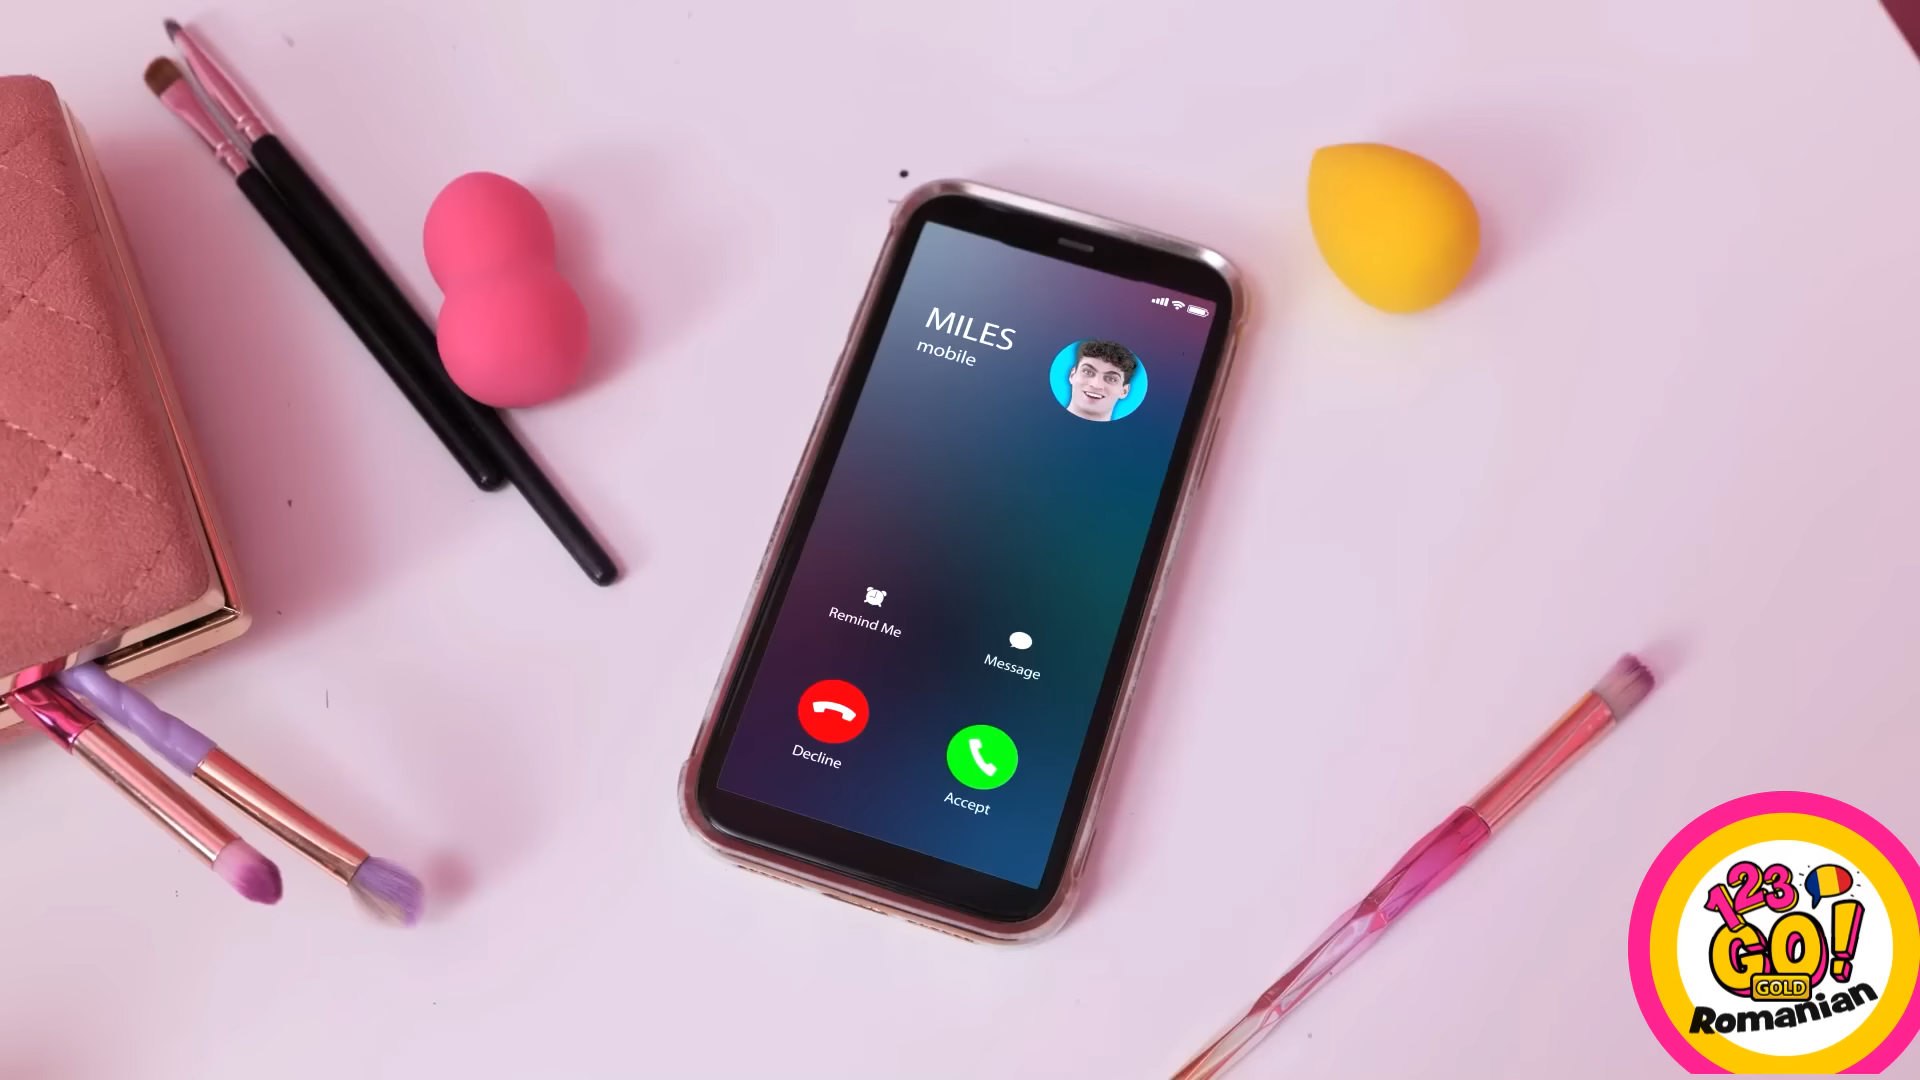 MILES
mobile
Remind Me
Message
Decline
Accept
123
GO!
GOLD
Romanian